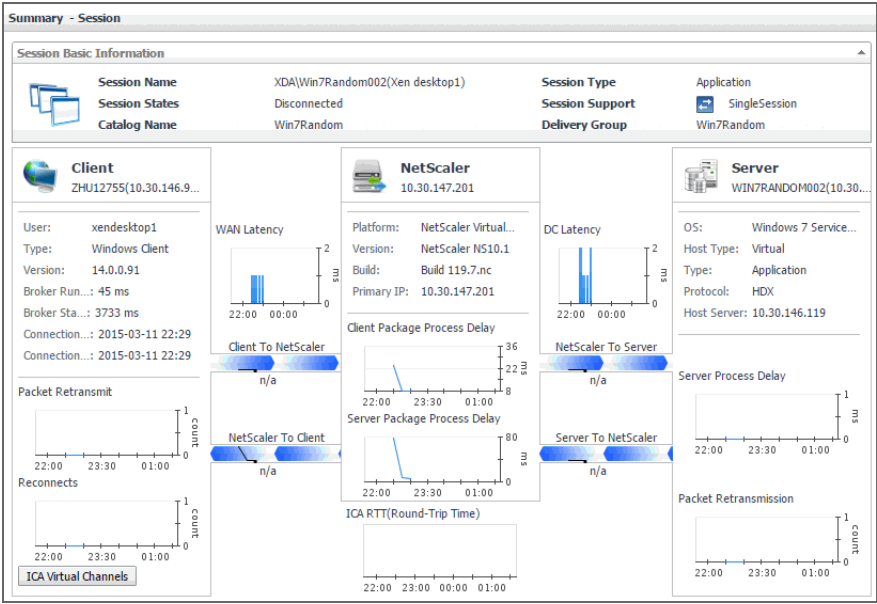 Summary - Session
Session Basic Information
Session Name XDA\Win7Random002(Xen desktop1) Session Type Application
Session States Disconnected Session Support SingleSession
Catalog Name Win7Random Delivery Group Win7Random
Client
ZHU12755(10.30.146.9...
User: xendesktop1
Type: Windows Client
Version: 14.0.0.91
Broker Run...: 45 ms
Broker Sta...: 3733 ms
Connection...: 2015-03-11 22:29
Connection...: 2015-03-11 22:29
Packet Retransmit
1
count
0
22:00 23:30 01:00
Reconnects
1
count
0
22:00 23:30 01:00
ICA Virtual Channels
WAN Latency
2
ms
0
22:00 00:00
Client To NetScaler
n/a
NetScaler To Client
n/a
NetScaler
10.30.147.201
Platform: NetScaler Virtual...
Version: NetScaler NS10.1
Build: Build 119.7.nc
Primary IP: 10.30.147.201
Client Package Process Delay
36
22
ms
8
22:00 23:30 01:00
Server Package Process Delay
80
ms
0
22:00 23:30 01:00
ICA RTT(Round-Trip Time)
22:00 23:00 00:00 01:00
DC Latency
2
ms
0
22:00 00:00
NetScaler To Server
n/a
Server To NetScaler
n/a
Server
WIN7RANDOM002(10.30....
OS: Windows 7 Service...
Host Type: Virtual
Type: Application
Protocol: HDX
Host Server: 10.30.146.119
Server Process Delay
1
ms
0
22:00 23:30 01:00
Packet Retransmission
1
count
0
22:00 23:30 01:00